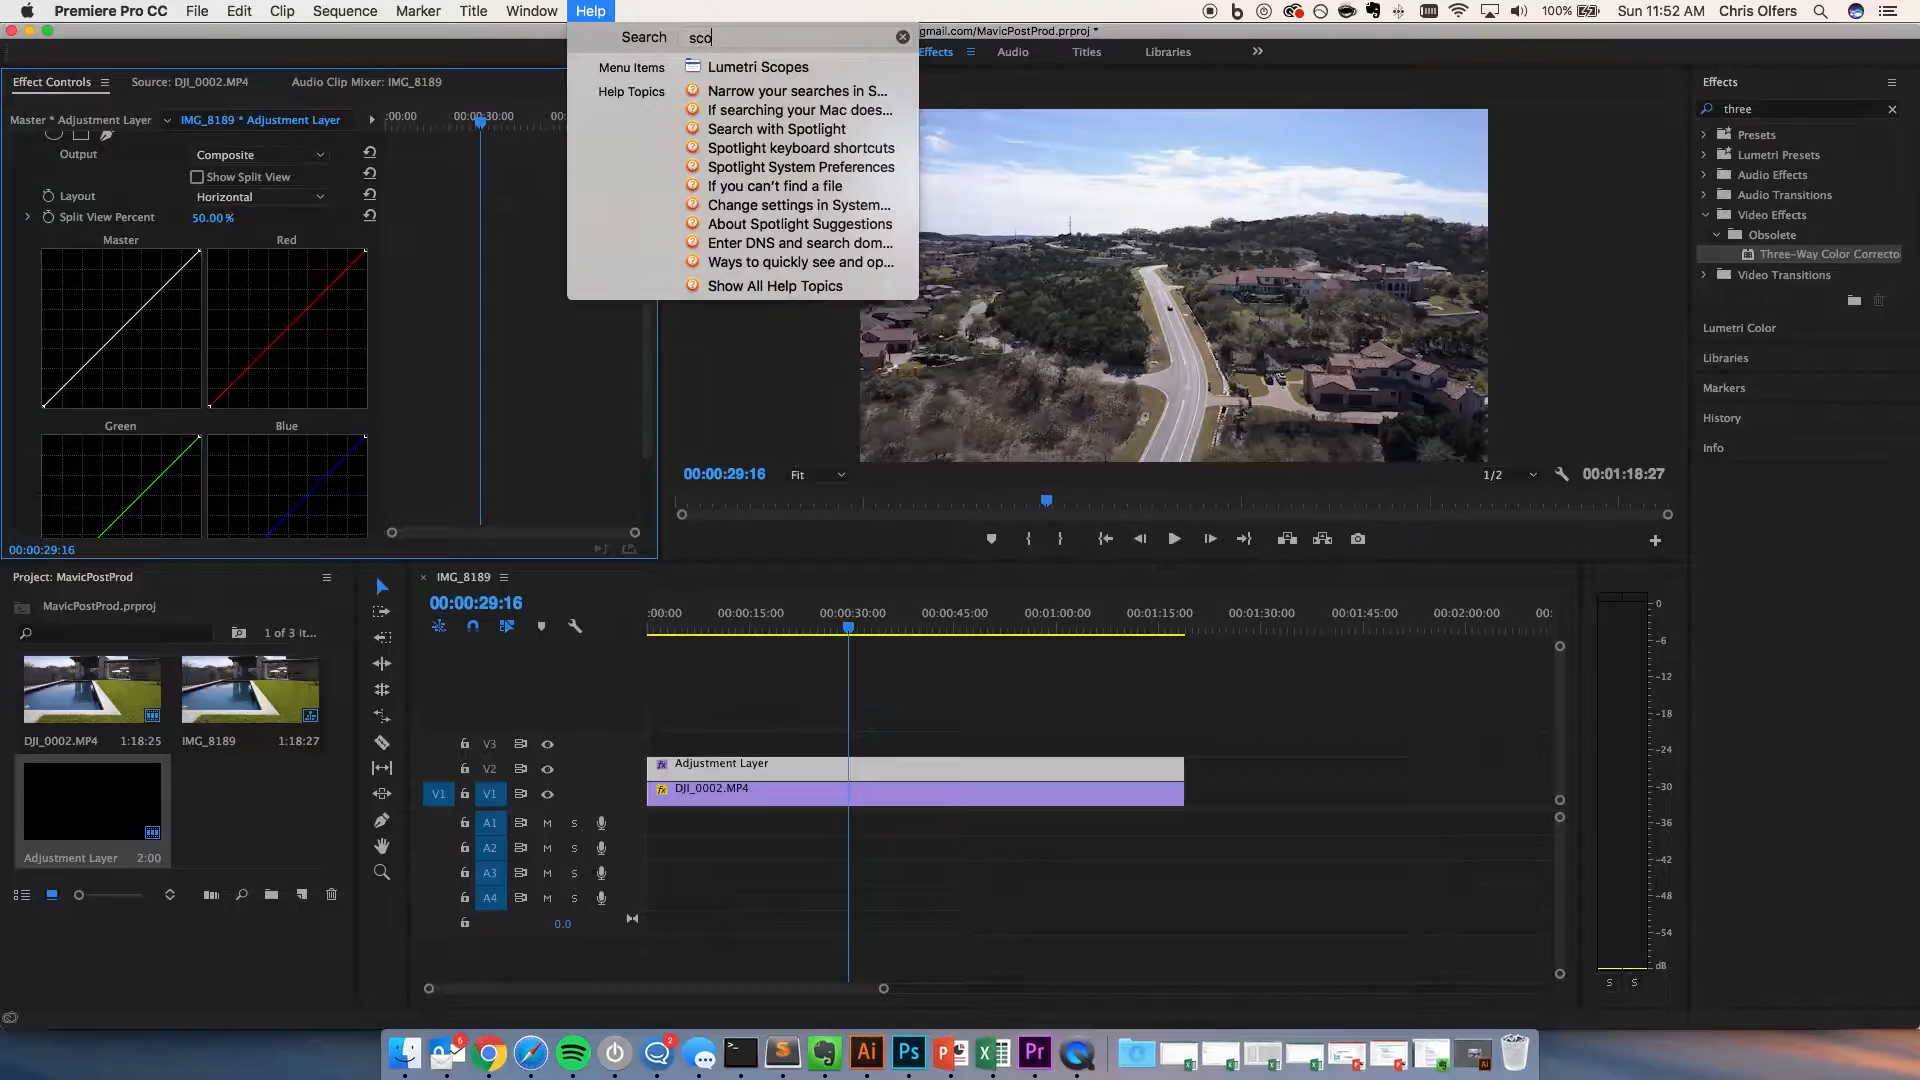 Premiere Pro CC File Edit Clip Sequence Marker Title Window Help 100% Sun 11:52 AM Chris Olfers
Search sco
gmail.com/MavicPostProd.prproj *
Menu Items Lumetri Scopes
Help Topics Narrow your searches in S...
If searching your Mac does...
Search with Spotlight
Spotlight keyboard shortcuts
Spotlight System Preferences
If you can't find a file
Change settings in System...
About Spotlight Suggestions
Enter DNS and search dom...
Ways to quickly see and op...
Show All Help Topics
Effects Audio Titles Libraries
Effect Controls Source: DJI_0002.MP4 Audio Clip Mixer: IMG_8189
Master * Adjustment Layer IMG_8189 * Adjustment Layer :00:00 00:00:30:00 00:
Output Composite
Show Split View
Layout Horizontal
Split View Percent 50.00 %
Master Red
Green Blue
00:00:29:16
00:00:29:16 Fit 1/2 00:01:18:27
Effects
three
Presets
Lumetri Presets
Audio Effects
Audio Transitions
Video Effects
Obsolete
Three-Way Color Correcto
Video Transitions
Lumetri Color
Libraries
Markers
History
Info
Project: MavicPostProd
MavicPostProd.prproj
1 of 3 it...
DJI_0002.MP4 1:18:25 IMG_8189 1:18:27
Adjustment Layer 2:00
IMG_8189
00:00:29:16
:00:00 00:00:15:00 00:00:30:00 00:00:45:00 00:01:00:00 00:01:15:00 00:01:30:00 00:01:45:00 00:02:00:00 00:
V3
V2 Adjustment Layer
V1 V1 DJI_0002.MP4
A1 M S
A2 M S
A3 M S
A4 M S
0.0
0
-6
-12
-18
-24
-30
-36
-42
-48
-54
dB
S S
6 2
Ai Ps Pr